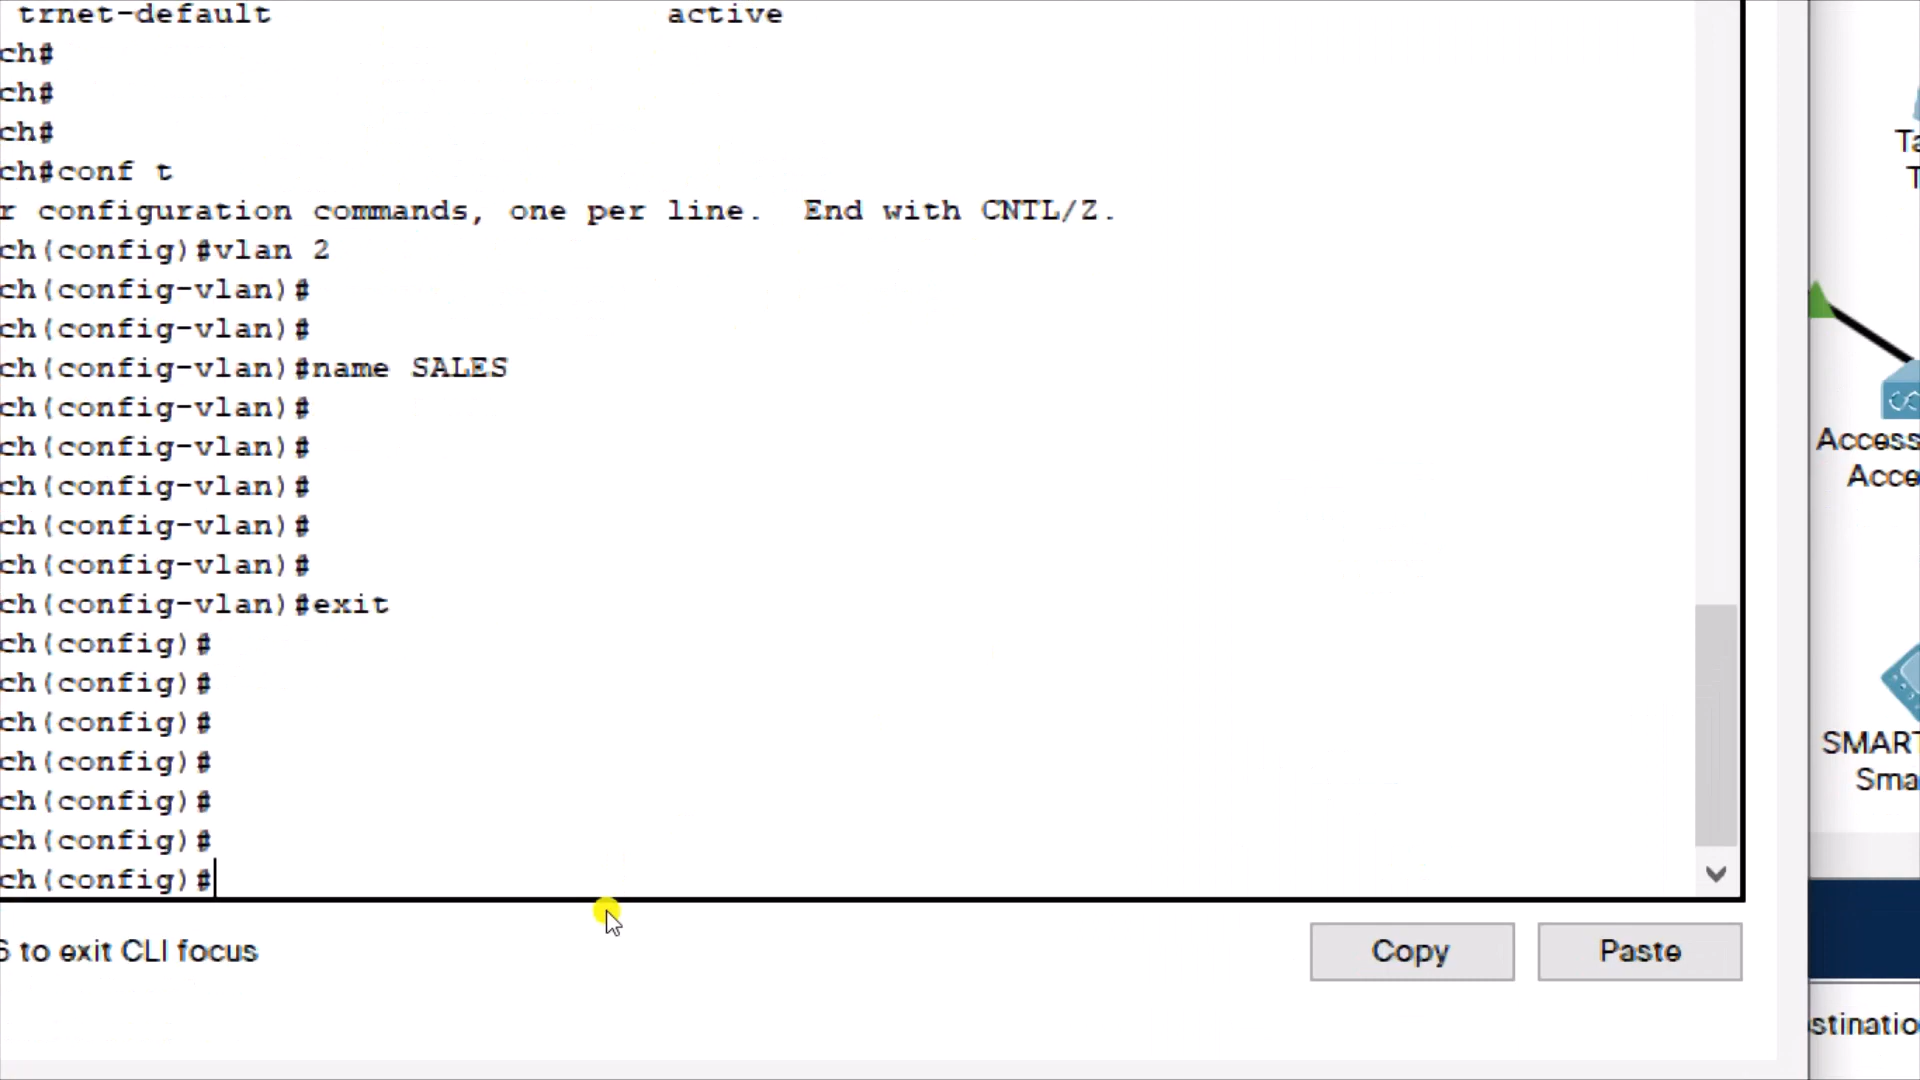 trnet-default active
ch#
ch#
ch#
ch#conf t
r configuration commands, one per line.  End with CNTL/Z.
ch(config)#vlan 2
ch(config-vlan)#
ch(config-vlan)#
ch(config-vlan)#name SALES
ch(config-vlan)#
ch(config-vlan)#
ch(config-vlan)#
ch(config-vlan)#
ch(config-vlan)#
ch(config-vlan)#exit
ch(config)#
ch(config)#
ch(config)#
ch(config)#
ch(config)#
ch(config)#
ch(config)#
6 to exit CLI focus
Copy
Paste
Ta
T
Access
Acce
SMART
Sma
stinatio